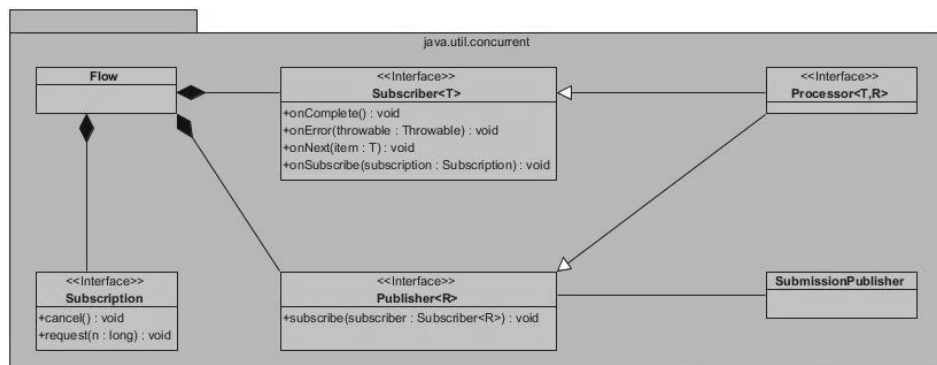 java.util.concurrent
Flow
<<Interface>>
Subscriber<T>
+onComplete() : void
+onError(throwable : Throwable) : void
+onNext(item : T) : void
+onSubscribe(subscription : Subscription) : void
<<Interface>>
Processor<T,R>
<<Interface>>
Subscription
+cancel() : void
+request(n : long) : void
<<Interface>>
Publisher<R>
+subscribe(subscriber : Subscriber<R>) : void
SubmissionPublisher